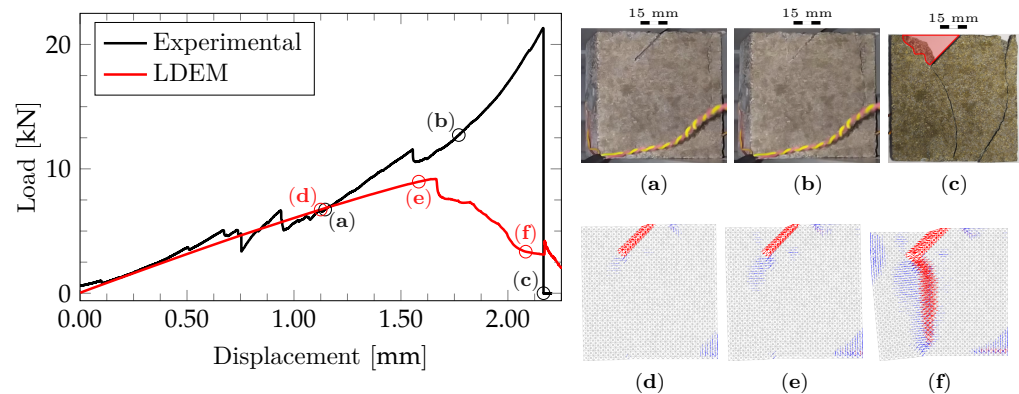 Experimental
LDEM
Load [kN]
20
10
0
0.00 0.50 1.00 1.50 2.00
Displacement [mm]
(a)
(b)
(c)
(d)
(e)
(f)
15 mm 15 mm 15 mm
(a) (b) (c)
(d) (e) (f)